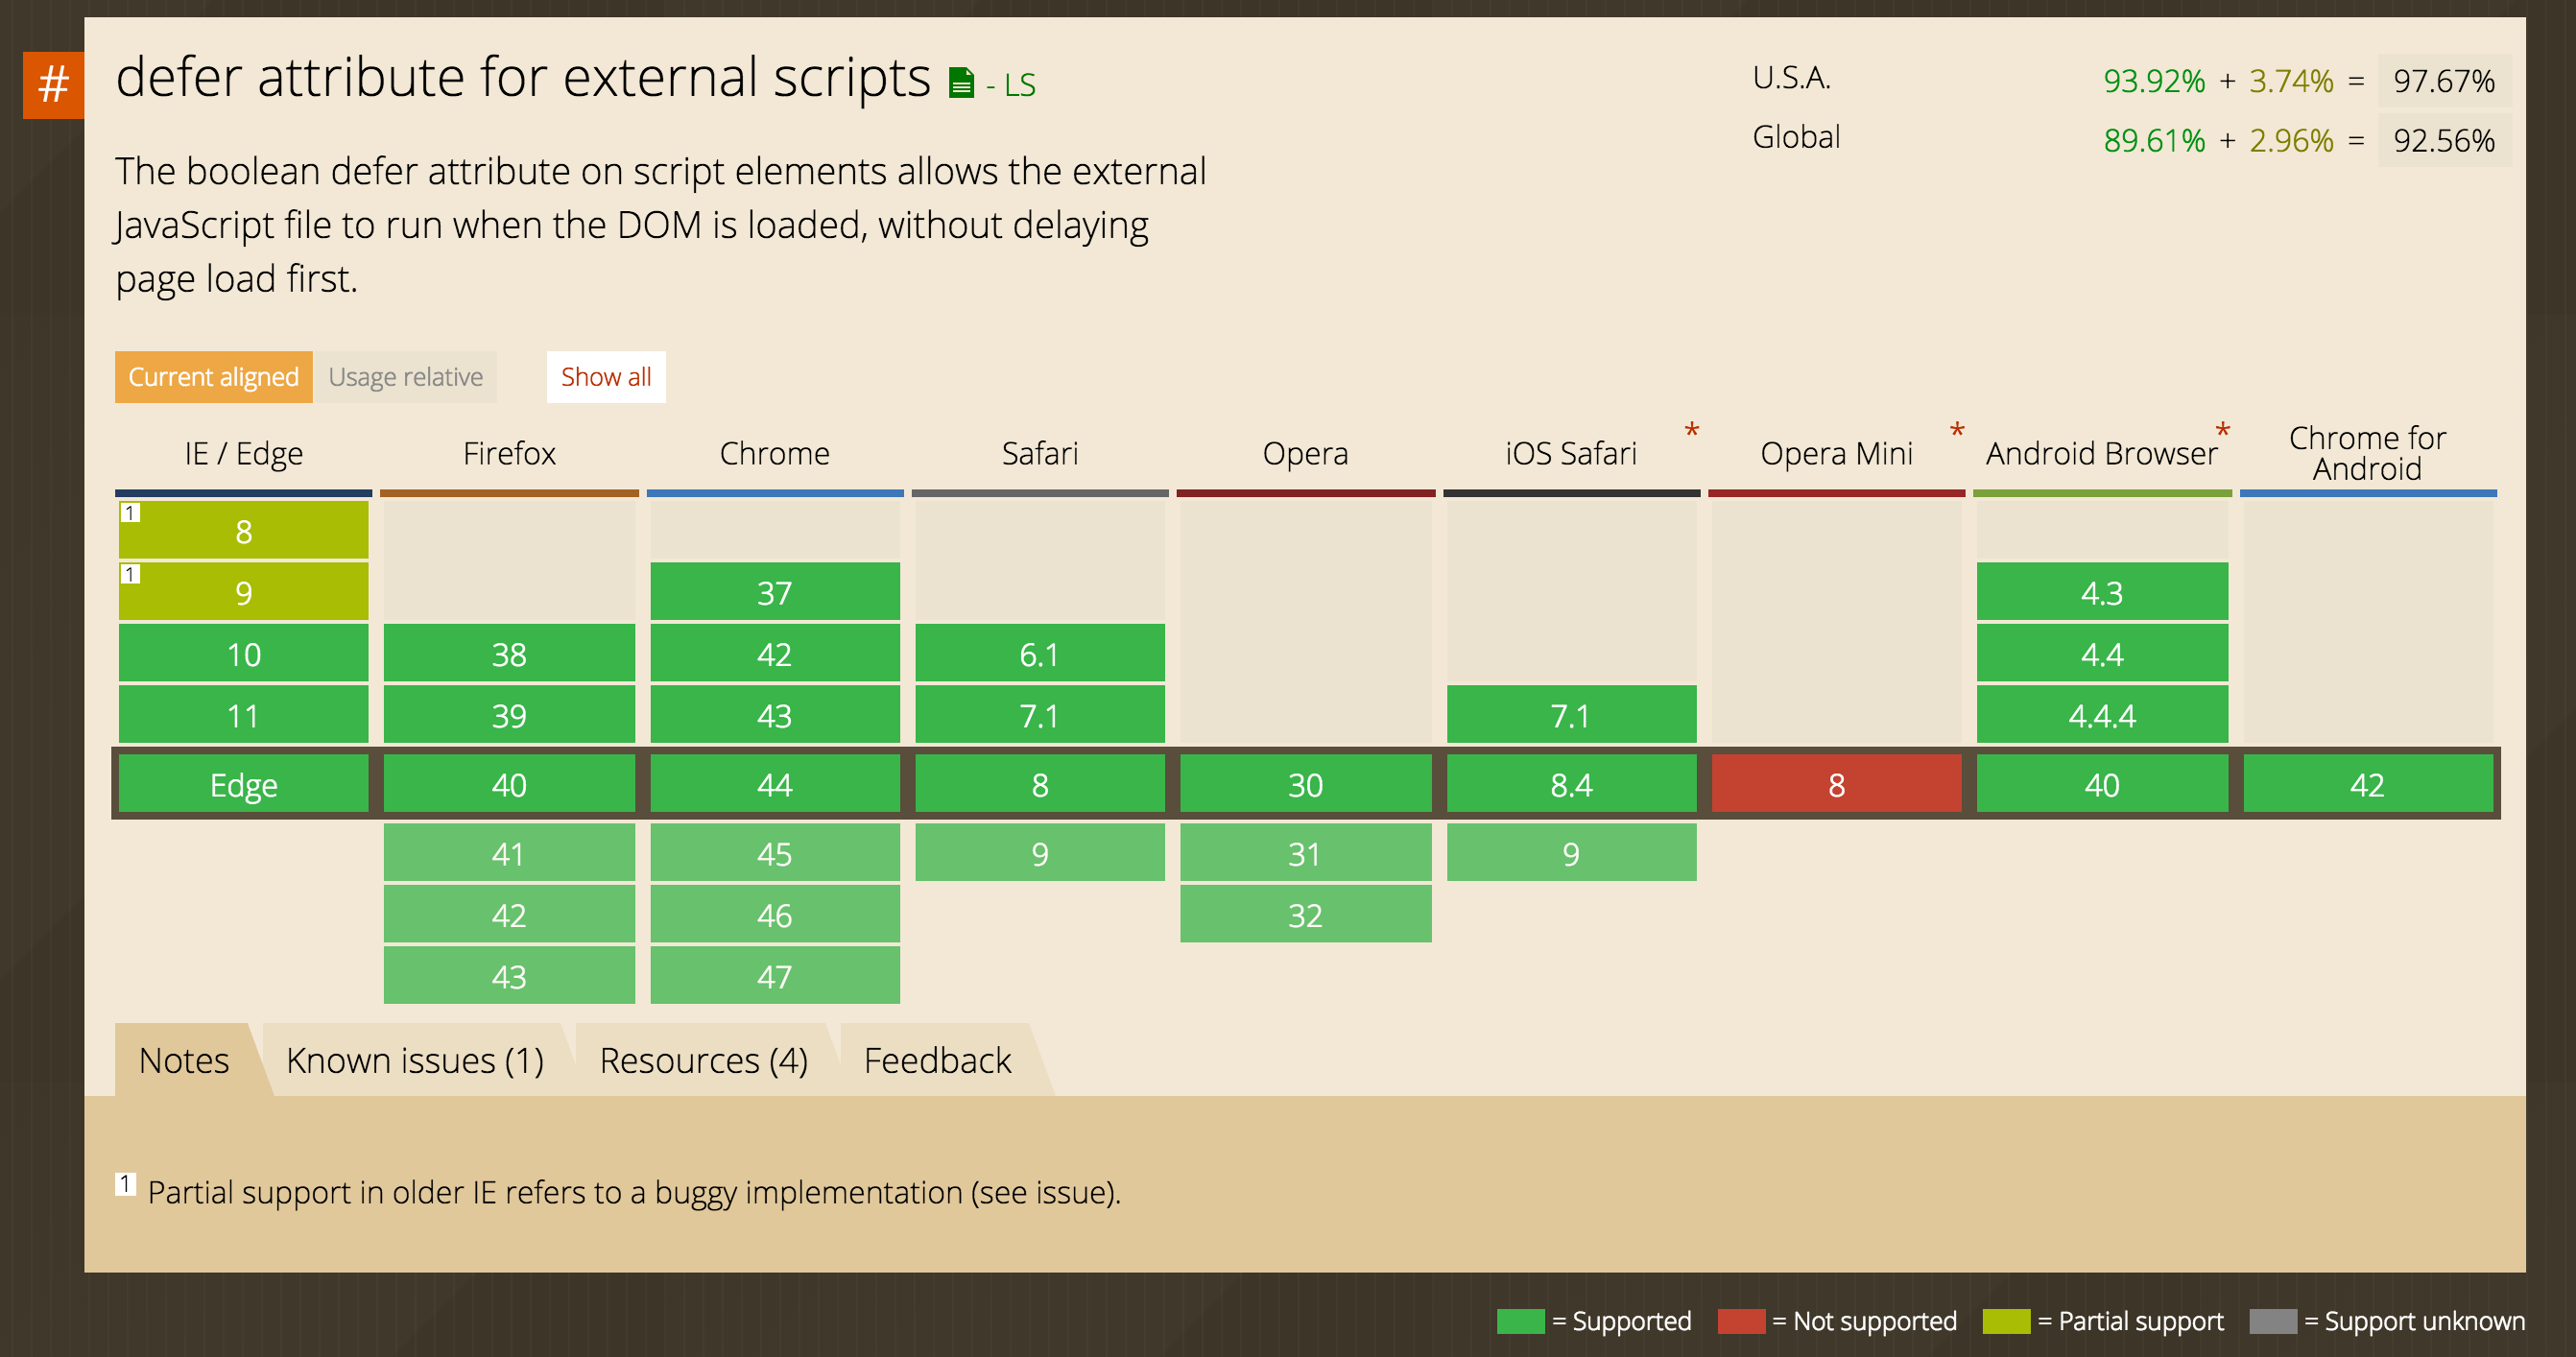 #
defer attribute for external scripts - LS
U.S.A. 93.92% + 3.74% = 97.67%
Global 89.61% + 2.96% = 92.56%
The boolean defer attribute on script elements allows the external
JavaScript file to run when the DOM is loaded, without delaying
page load first.
Current aligned Usage relative Show all
IE / Edge Firefox Chrome Safari Opera iOS Safari * Opera Mini * Android Browser * Chrome for
Android
1 8
1 9 37 4.3
10 38 42 6.1 4.4
11 39 43 7.1 7.1 4.4.4
Edge 40 44 8 30 8.4 8 40 42
41 45 9 31 9
42 46 32
43 47
Notes Known issues (1) Resources (4) Feedback
1 Partial support in older IE refers to a buggy implementation (see issue).
= Supported = Not supported = Partial support = Support unknown